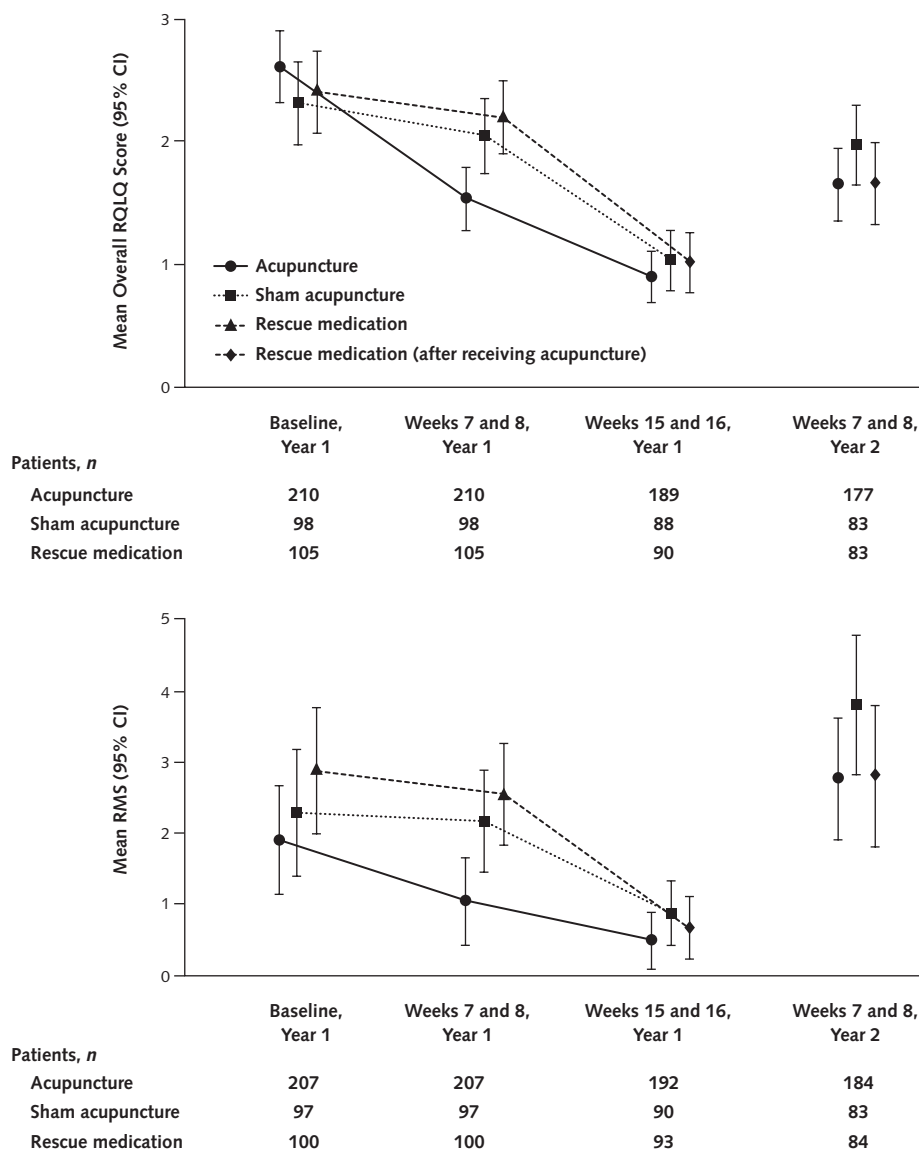 3
2
1
0
Mean Overall RQLQ Score (95% CI)
Acupuncture
Sham acupuncture
Rescue medication
Rescue medication (after receiving acupuncture)
Baseline, Year 1
Weeks 7 and 8, Year 1
Weeks 15 and 16, Year 1
Weeks 7 and 8, Year 2
Patients, n
Acupuncture 210 210 189 177
Sham acupuncture 98 98 88 83
Rescue medication 105 105 90 83
5
4
3
2
1
0
Mean RMS (95% CI)
Baseline, Year 1
Weeks 7 and 8, Year 1
Weeks 15 and 16, Year 1
Weeks 7 and 8, Year 2
Patients, n
Acupuncture 207 207 192 184
Sham acupuncture 97 97 90 83
Rescue medication 100 100 93 84